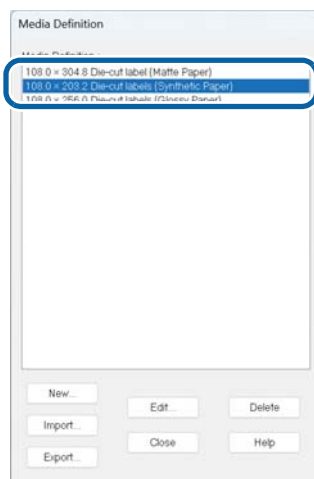 Media Definition
Media Definition :
108.0 × 304.8 Die-cut label (Matte Paper)
108.0 × 203.2 Die-cut labels (Synthetic Paper)
108.0 × 256.0 Die-cut labels (Glossy Paper)
New...
Edit...
Delete
Import...
Close
Help
Export...